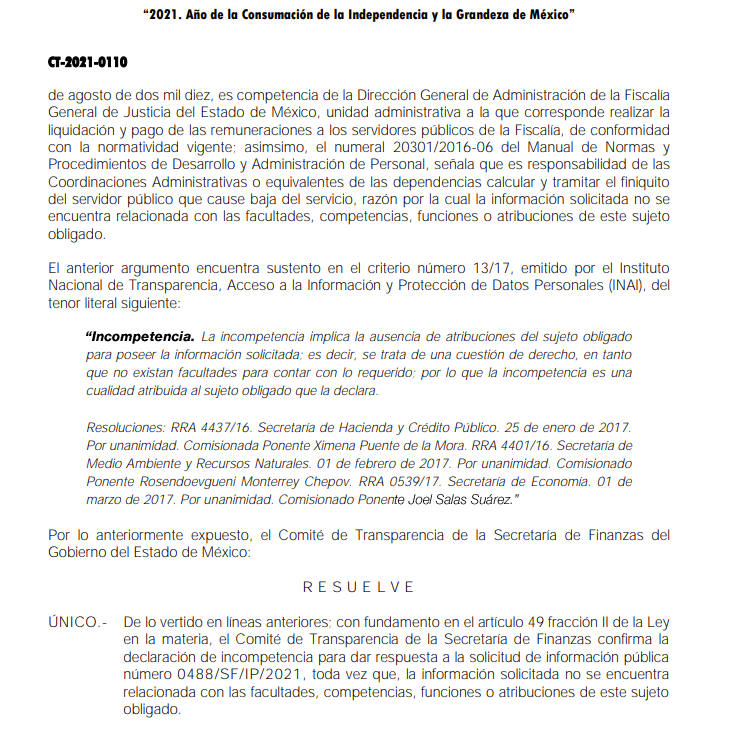 “2021. Año de la Consumación de la Independencia y la Grandeza de México”
CT-2021-0110
de agosto de dos mil diez, es competencia de la Dirección General de Administración de la Fiscalía
General de Justicia del Estado de México, unidad administrativa a la que corresponde realizar la
liquidación y pago de las remuneraciones a los servidores públicos de la Fiscalía, de conformidad
con la normatividad vigente; asimsimo, el numeral 20301/2016-06 del Manual de Normas y
Procedimientos de Desarrollo y Administración de Personal, señala que es responsabilidad de las
Coordinaciones Administrativas o equivalentes de las dependencias calcular y tramitar el finiquito
del servidor público que cause baja del servicio, razón por la cual la información solicitada no se
encuentra relacionada con las facultades, competencias, funciones o atribuciones de este sujeto
obligado.
El anterior argumento encuentra sustento en el criterio número 13/17, emitido por el Instituto
Nacional de Transparencia, Acceso a la Información y Protección de Datos Personales (INAI), del
tenor literal siguiente:
“Incompetencia. La incompetencia implica la ausencia de atribuciones del sujeto obligado
para poseer la información solicitada; es decir, se trata de una cuestión de derecho, en tanto
que no existan facultades para contar con lo requerido; por lo que la incompetencia es una
cualidad atribuida al sujeto obligado que la declara.
Resoluciones: RRA 4437/16. Secretaría de Hacienda y Crédito Público. 25 de enero de 2017.
Por unanimidad. Comisionada Ponente Ximena Puente de la Mora. RRA 4401/16. Secretaría de
Medio Ambiente y Recursos Naturales. 01 de febrero de 2017. Por unanimidad. Comisionado
Ponente Rosendoevgueni Monterrey Chepov. RRA 0539/17. Secretaría de Economía. 01 de
marzo de 2017. Por unanimidad. Comisionado Ponente Joel Salas Suárez.”
Por lo anteriormente expuesto, el Comité de Transparencia de la Secretaría de Finanzas del
Gobierno del Estado de México:
R E S U E L V E
ÚNICO.- De lo vertido en líneas anteriores; con fundamento en el artículo 49 fracción II de la Ley
en la materia, el Comité de Transparencia de la Secretaría de Finanzas confirma la
declaración de incompetencia para dar respuesta a la solicitud de información pública
número 0488/SF/IP/2021, toda vez que, la información solicitada no se encuentra
relacionada con las facultades, competencias, funciones o atribuciones de este sujeto
obligado.